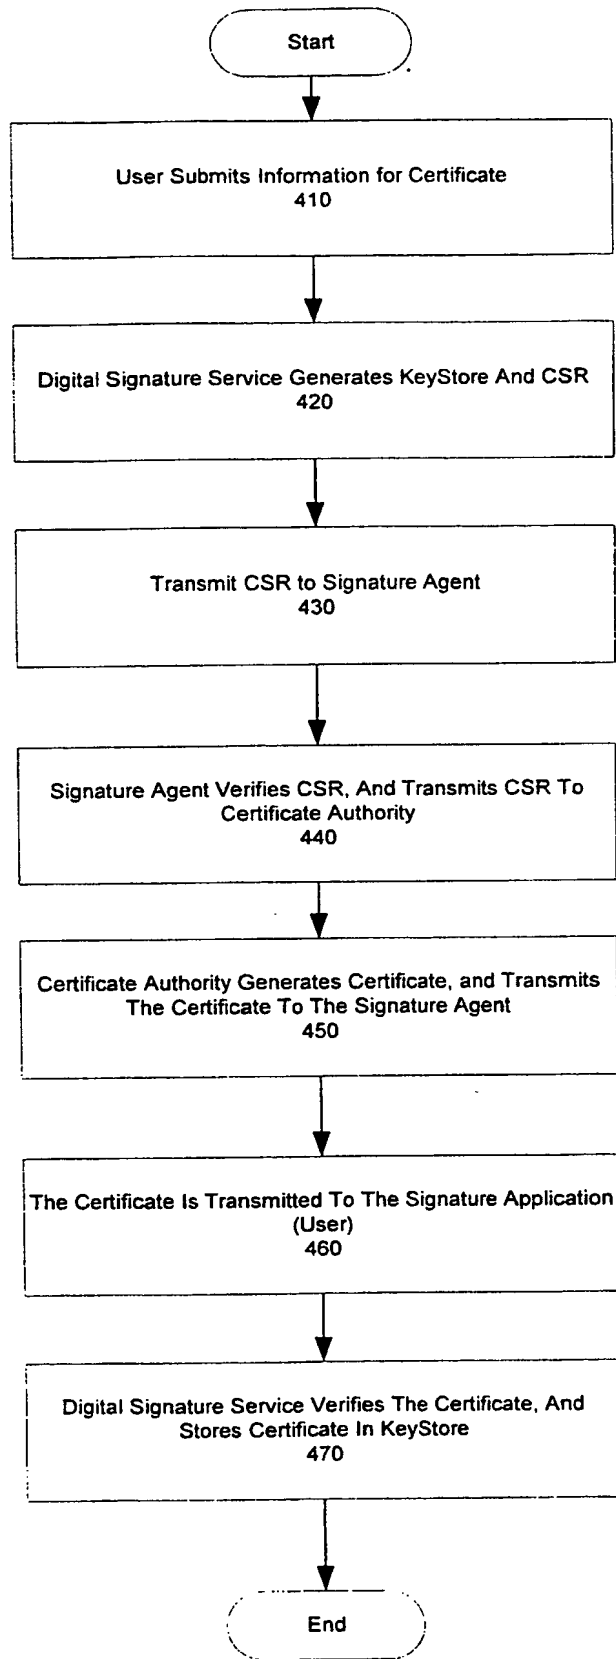 Start
User Submits Information for Certificate
410
Digital Signature Service Generates KeyStore And CSR
420
Transmit CSR to Signature Agent
430
Signature Agent Verifies CSR, And Transmits CSR To
Certificate Authority
440
Certificate Authority Generates Certificate, and Transmits
The Certificate To The Signature Agent
450
The Certificate Is Transmitted To The Signature Application
(User)
460
Digital Signature Service Verifies The Certificate, And
Stores Certificate In KeyStore
470
End